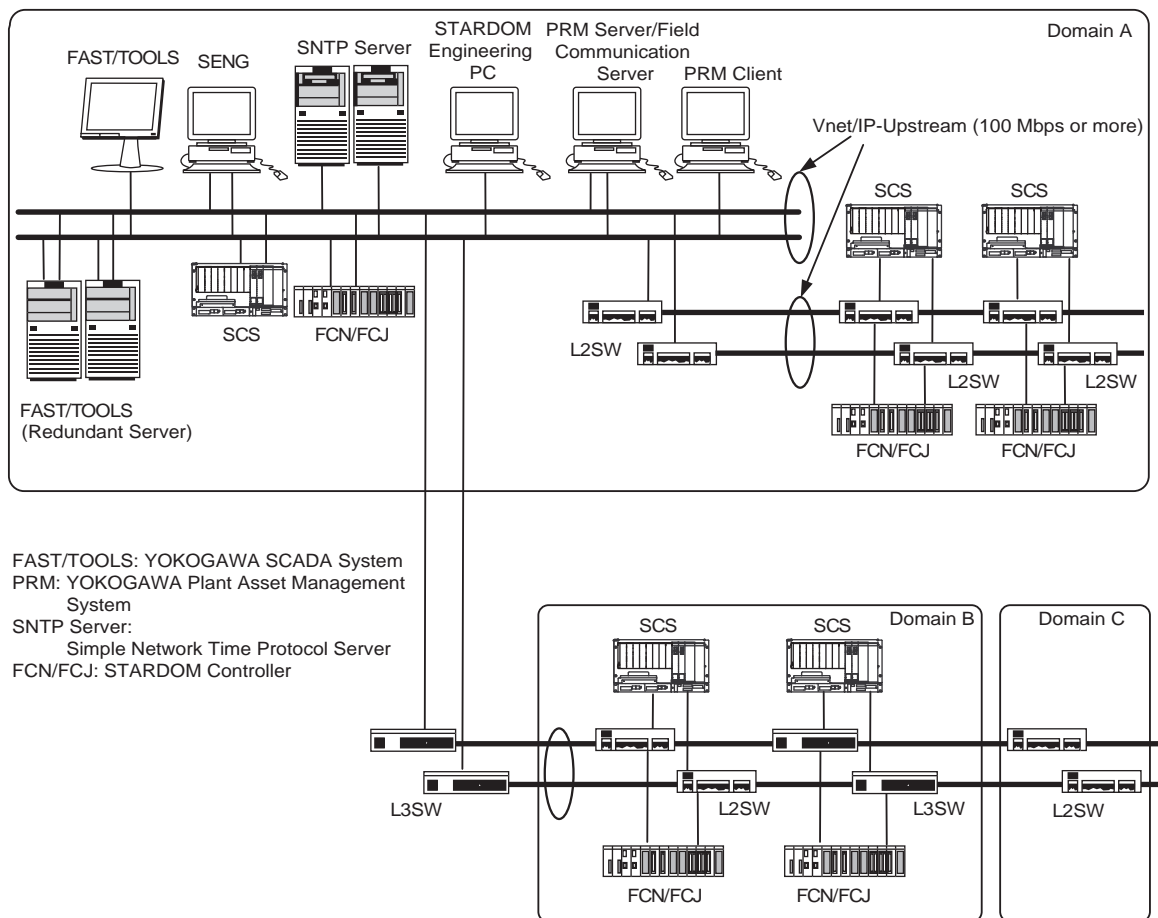 Domain A
FAST/TOOLS
SENG
SNTP Server
STARDOM
Engineering
PC
PRM Server/Field
Communication
Server
PRM Client
Vnet/IP-Upstream (100 Mbps or more)
SCS
SCS
SCS
FCN/FCJ
L2SW
L2SW
L2SW
FAST/TOOLS
(Redundant Server)
FCN/FCJ
FCN/FCJ
FAST/TOOLS: YOKOGAWA SCADA System
PRM: YOKOGAWA Plant Asset Management
System
SNTP Server:
Simple Network Time Protocol Server
FCN/FCJ: STARDOM Controller
Domain B
Domain C
SCS
SCS
L3SW
L2SW
L3SW
L2SW
FCN/FCJ
FCN/FCJ